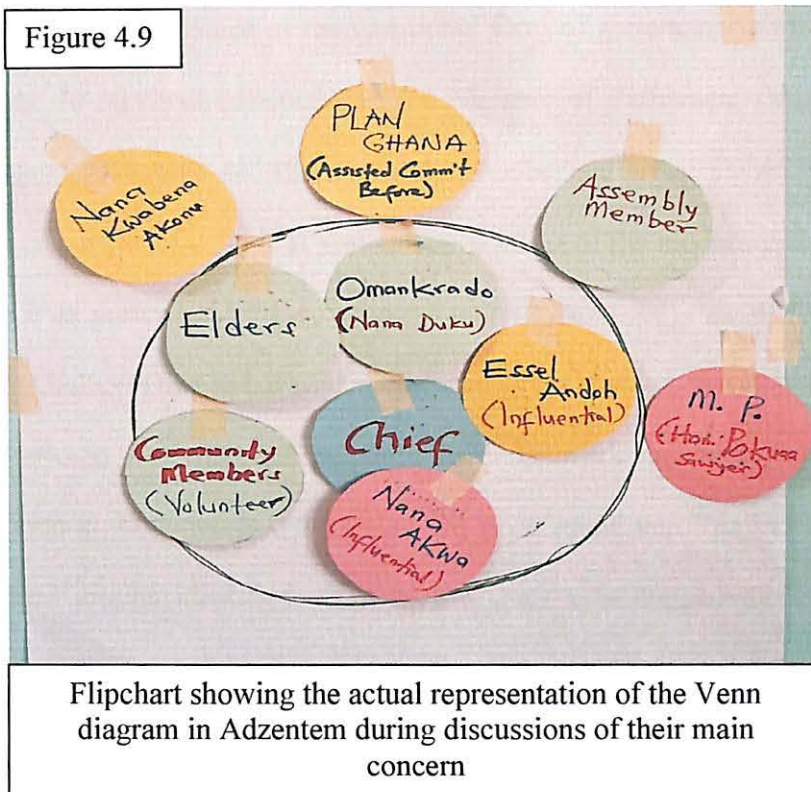 Figure 4.9
PLAN
GHANA
(Assisted Comm't
Before)
Nana
Kwabena
Akonu
Assembly
Member
Elders
Omankrado
(Nana Duku)
Essel
Andoh
(Influential)
M. P.
(Hon. Pokuaa
Sawyer)
Community
Members
(Volunteer)
Chief
Nana
AKWa
(Influential)
Flipchart showing the actual representation of the Venn
diagram in Adzentem during discussions of their main
concern